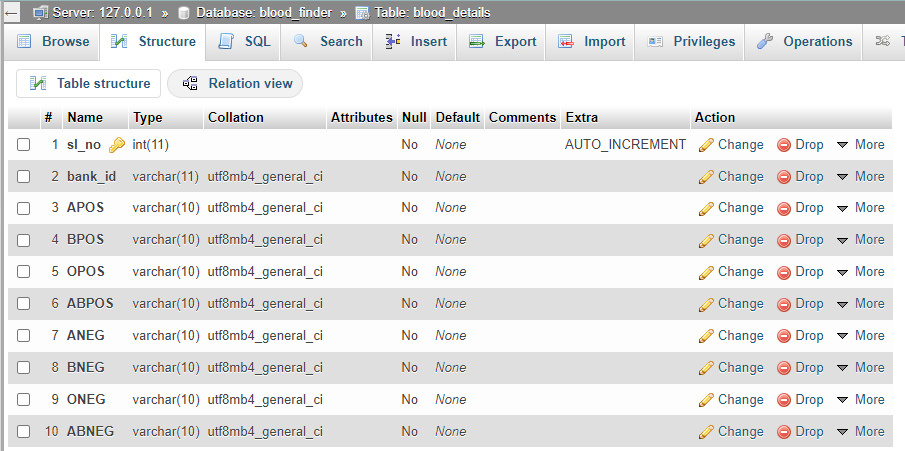 Server: 127.0.0.1 » Database: blood_finder » Table: blood_details
Browse Structure SQL Search Insert Export Import Privileges Operations
Table structure Relation view
# Name Type Collation Attributes Null Default Comments Extra Action
1 sl_no int(11) No None AUTO_INCREMENT Change Drop More
2 bank_id varchar(11) utf8mb4_general_ci No None Change Drop More
3 APOS varchar(10) utf8mb4_general_ci No None Change Drop More
4 BPOS varchar(10) utf8mb4_general_ci No None Change Drop More
5 OPOS varchar(10) utf8mb4_general_ci No None Change Drop More
6 ABPOS varchar(10) utf8mb4_general_ci No None Change Drop More
7 ANEG varchar(10) utf8mb4_general_ci No None Change Drop More
8 BNEG varchar(10) utf8mb4_general_ci No None Change Drop More
9 ONEG varchar(10) utf8mb4_general_ci No None Change Drop More
10 ABNEG varchar(10) utf8mb4_general_ci No None Change Drop More